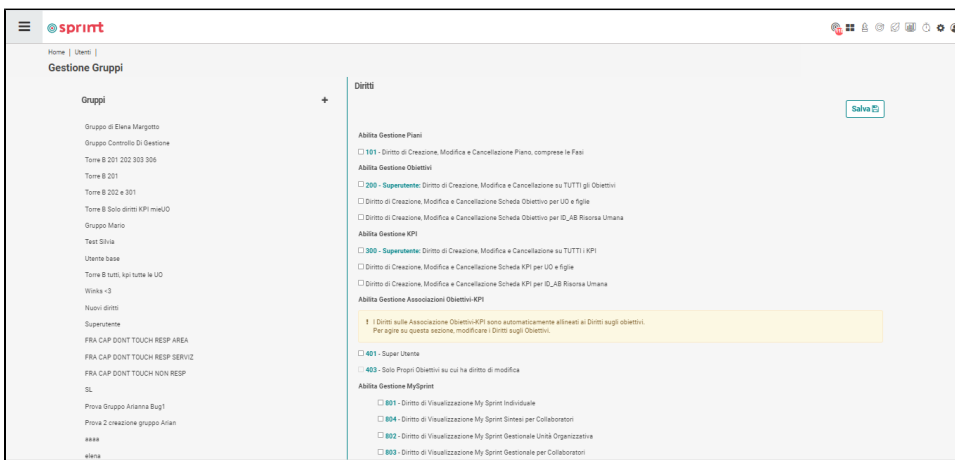 sprint
Home | Utenti |
Gestione Gruppi
Gruppi +
Gruppo di Elena Margotto
Gruppo Controllo Di Gestione
Torre B 201 202 303 306
Torre B 201
Torre B 202 e 301
Torre B Solo diritti KPI mieUO
Gruppo Mario
Test Silvia
Utente base
Torre B tutti, kpi tutte le UO
Winks <3
Nuovi diritti
Superutente
FRA CAP DONT TOUCH RESP AREA
FRA CAP DONT TOUCH RESP SERVIZ
FRA CAP DONT TOUCH NON RESP
SL
Prova Gruppo Arianna Bug1
Prova 2 creazione gruppo Arian
aaaa
elena
Diritti
Salva
Abilita Gestione Piani
101 - Diritto di Creazione, Modifica e Cancellazione Piano, comprese le Fasi
Abilita Gestione Obiettivi
200 - Superutente: Diritto di Creazione, Modifica e Cancellazione su TUTTI gli Obiettivi
Diritto di Creazione, Modifica e Cancellazione Scheda Obiettivo per UO e figlie
Diritto di Creazione, Modifica e Cancellazione Scheda Obiettivo per ID_AB Risorsa Umana
Abilita Gestione KPI
300 - Superutente: Diritto di Creazione, Modifica e Cancellazione su TUTTI i KPI
Diritto di Creazione, Modifica e Cancellazione Scheda KPI per UO e figlie
Diritto di Creazione, Modifica e Cancellazione Scheda KPI per ID_AB Risorsa Umana
Abilita Gestione Associazioni Obiettivi-KPI
! I Diritti sulle Associazione Obiettivi-KPI sono automaticamente allineati ai Diritti sugli obiettivi.
Per agire su questa sezione, modificare i Diritti sugli Obiettivi.
401 - Super Utente
403 - Solo Propri Obiettivi su cui ha diritto di modifica
Abilita Gestione MySprint
801 - Diritto di Visualizzazione My Sprint Individuale
804 - Diritto di Visualizzazione My Sprint Sintesi per Collaboratori
802 - Diritto di Visualizzazione My Sprint Gestionale Unità Organizzativa
803 - Diritto di Visualizzazione My Sprint Gestionale per Collaboratori